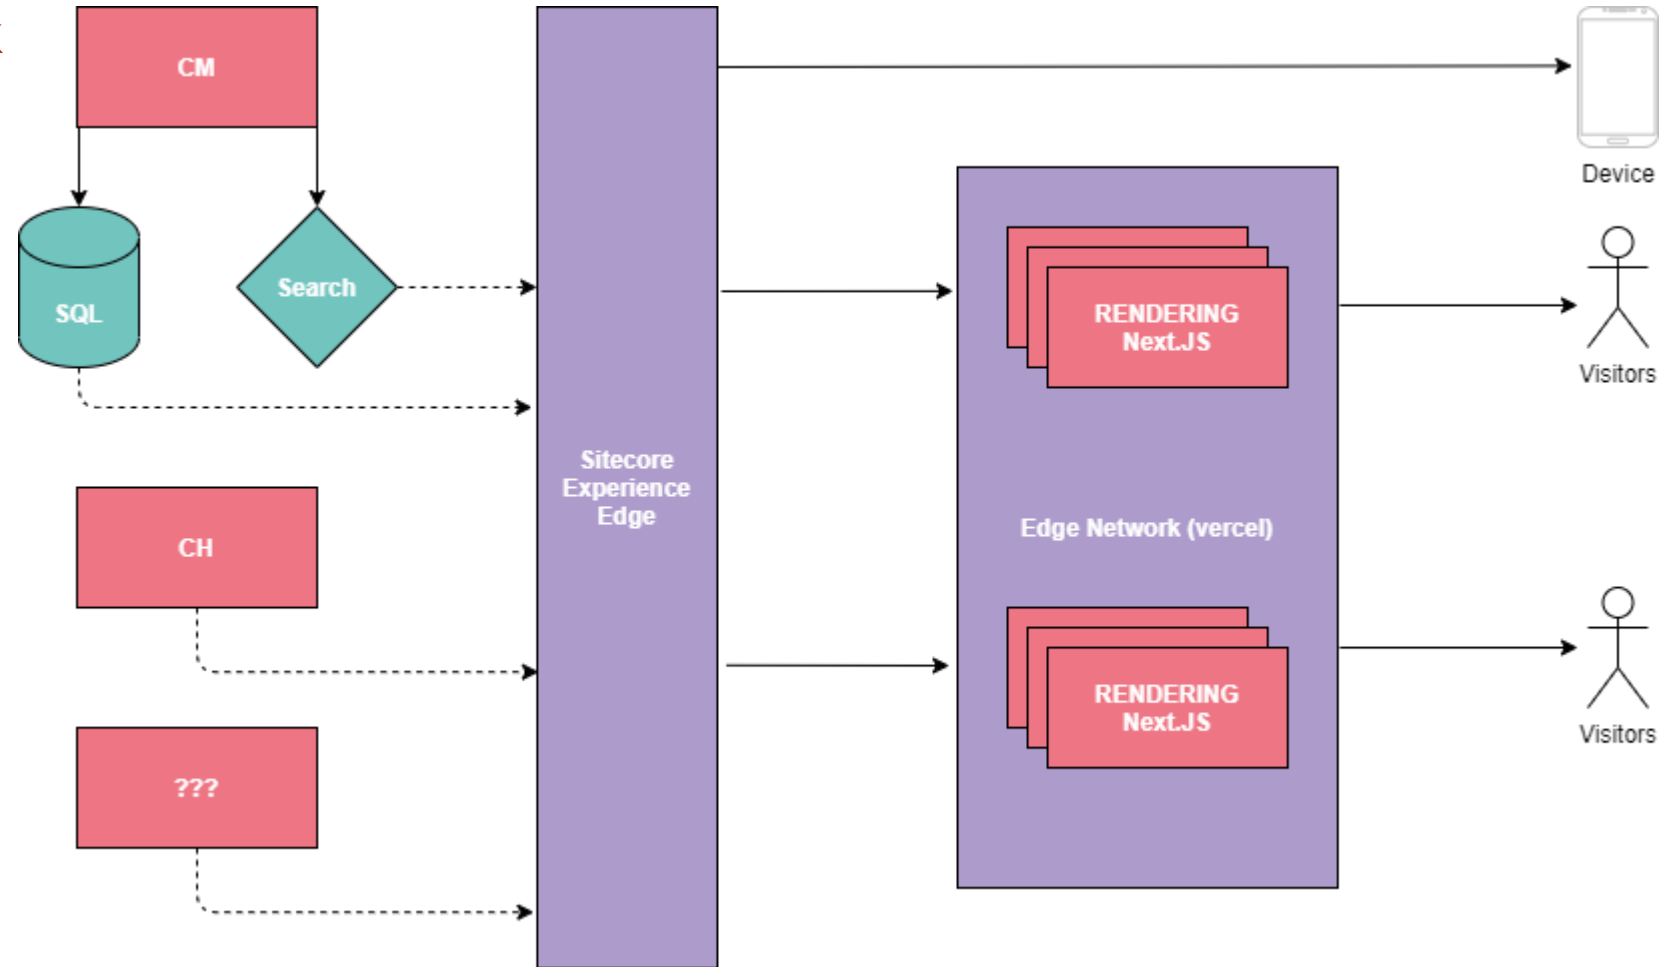 CM
SQL
Search
CH
???
Sitecore
Experience
Edge
RENDERING
Next.JS
Edge Network (vercel)
RENDERING
Next.JS
Device
Visitors
Visitors